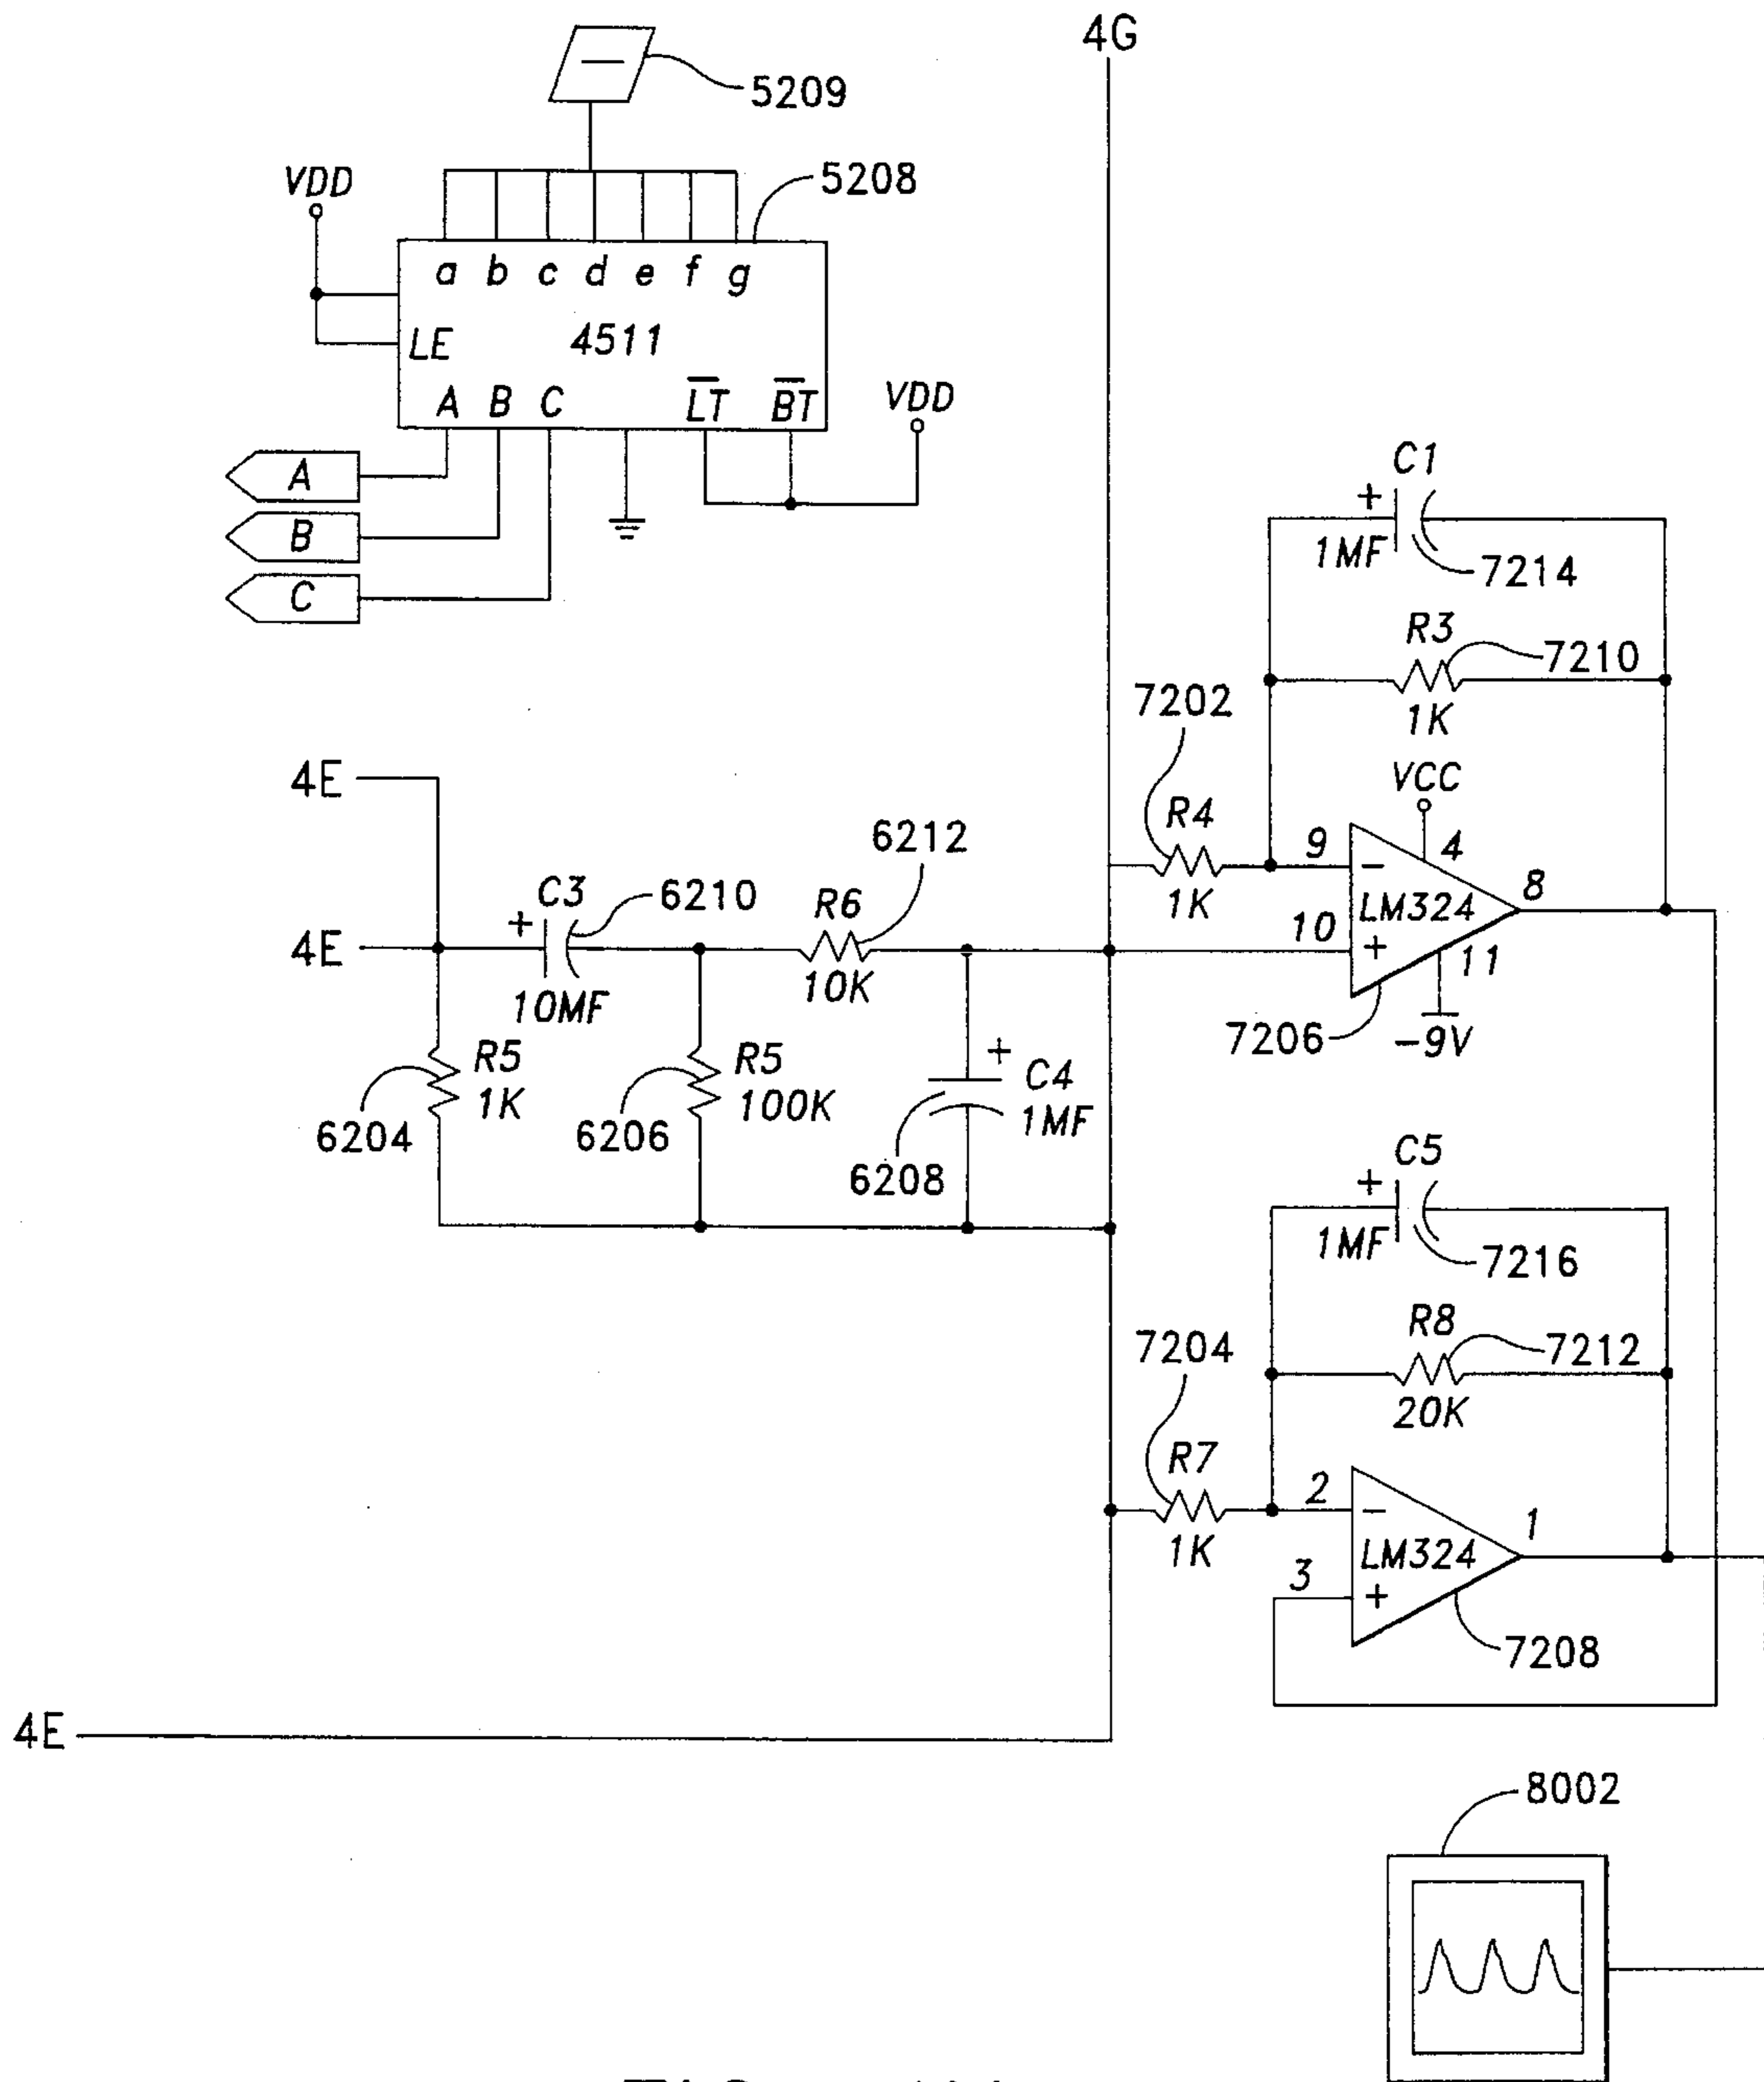 4G
5209
5208
VDD
a b c d e f g
4511
LE
A B C LT BT
VDD
A
B
C
C1
+
1MF
7214
R3
7210
1K
7202
VCC
R4
1K
9
−
4
LM324
8
10
+
11
7206
−9V
4E
4E
C3
6210
+
10MF
R6
6212
10K
R5
1K
6204
R5
100K
6206
+
C4
1MF
6208
C5
+
1MF
7216
R8
7212
20K
7204
R7
1K
2
−
1
LM324
3
+
7208
4E
8002